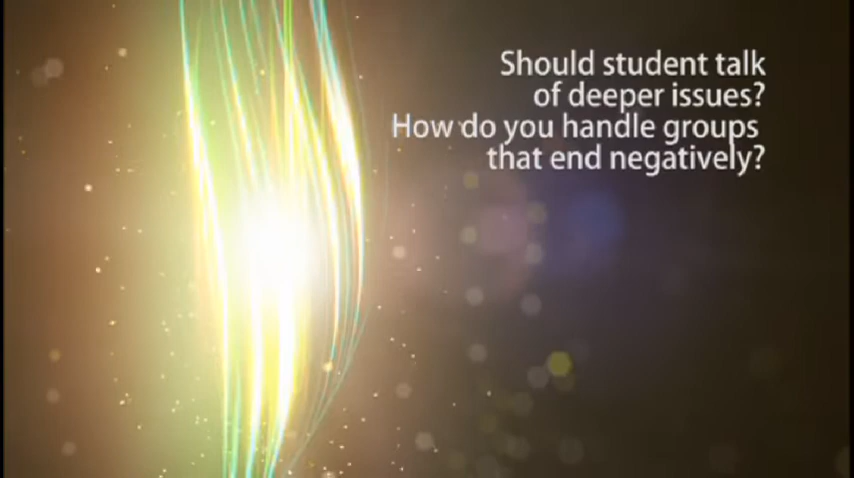 Should student talk
of deeper issues?
How do you handle groups
that end negatively?